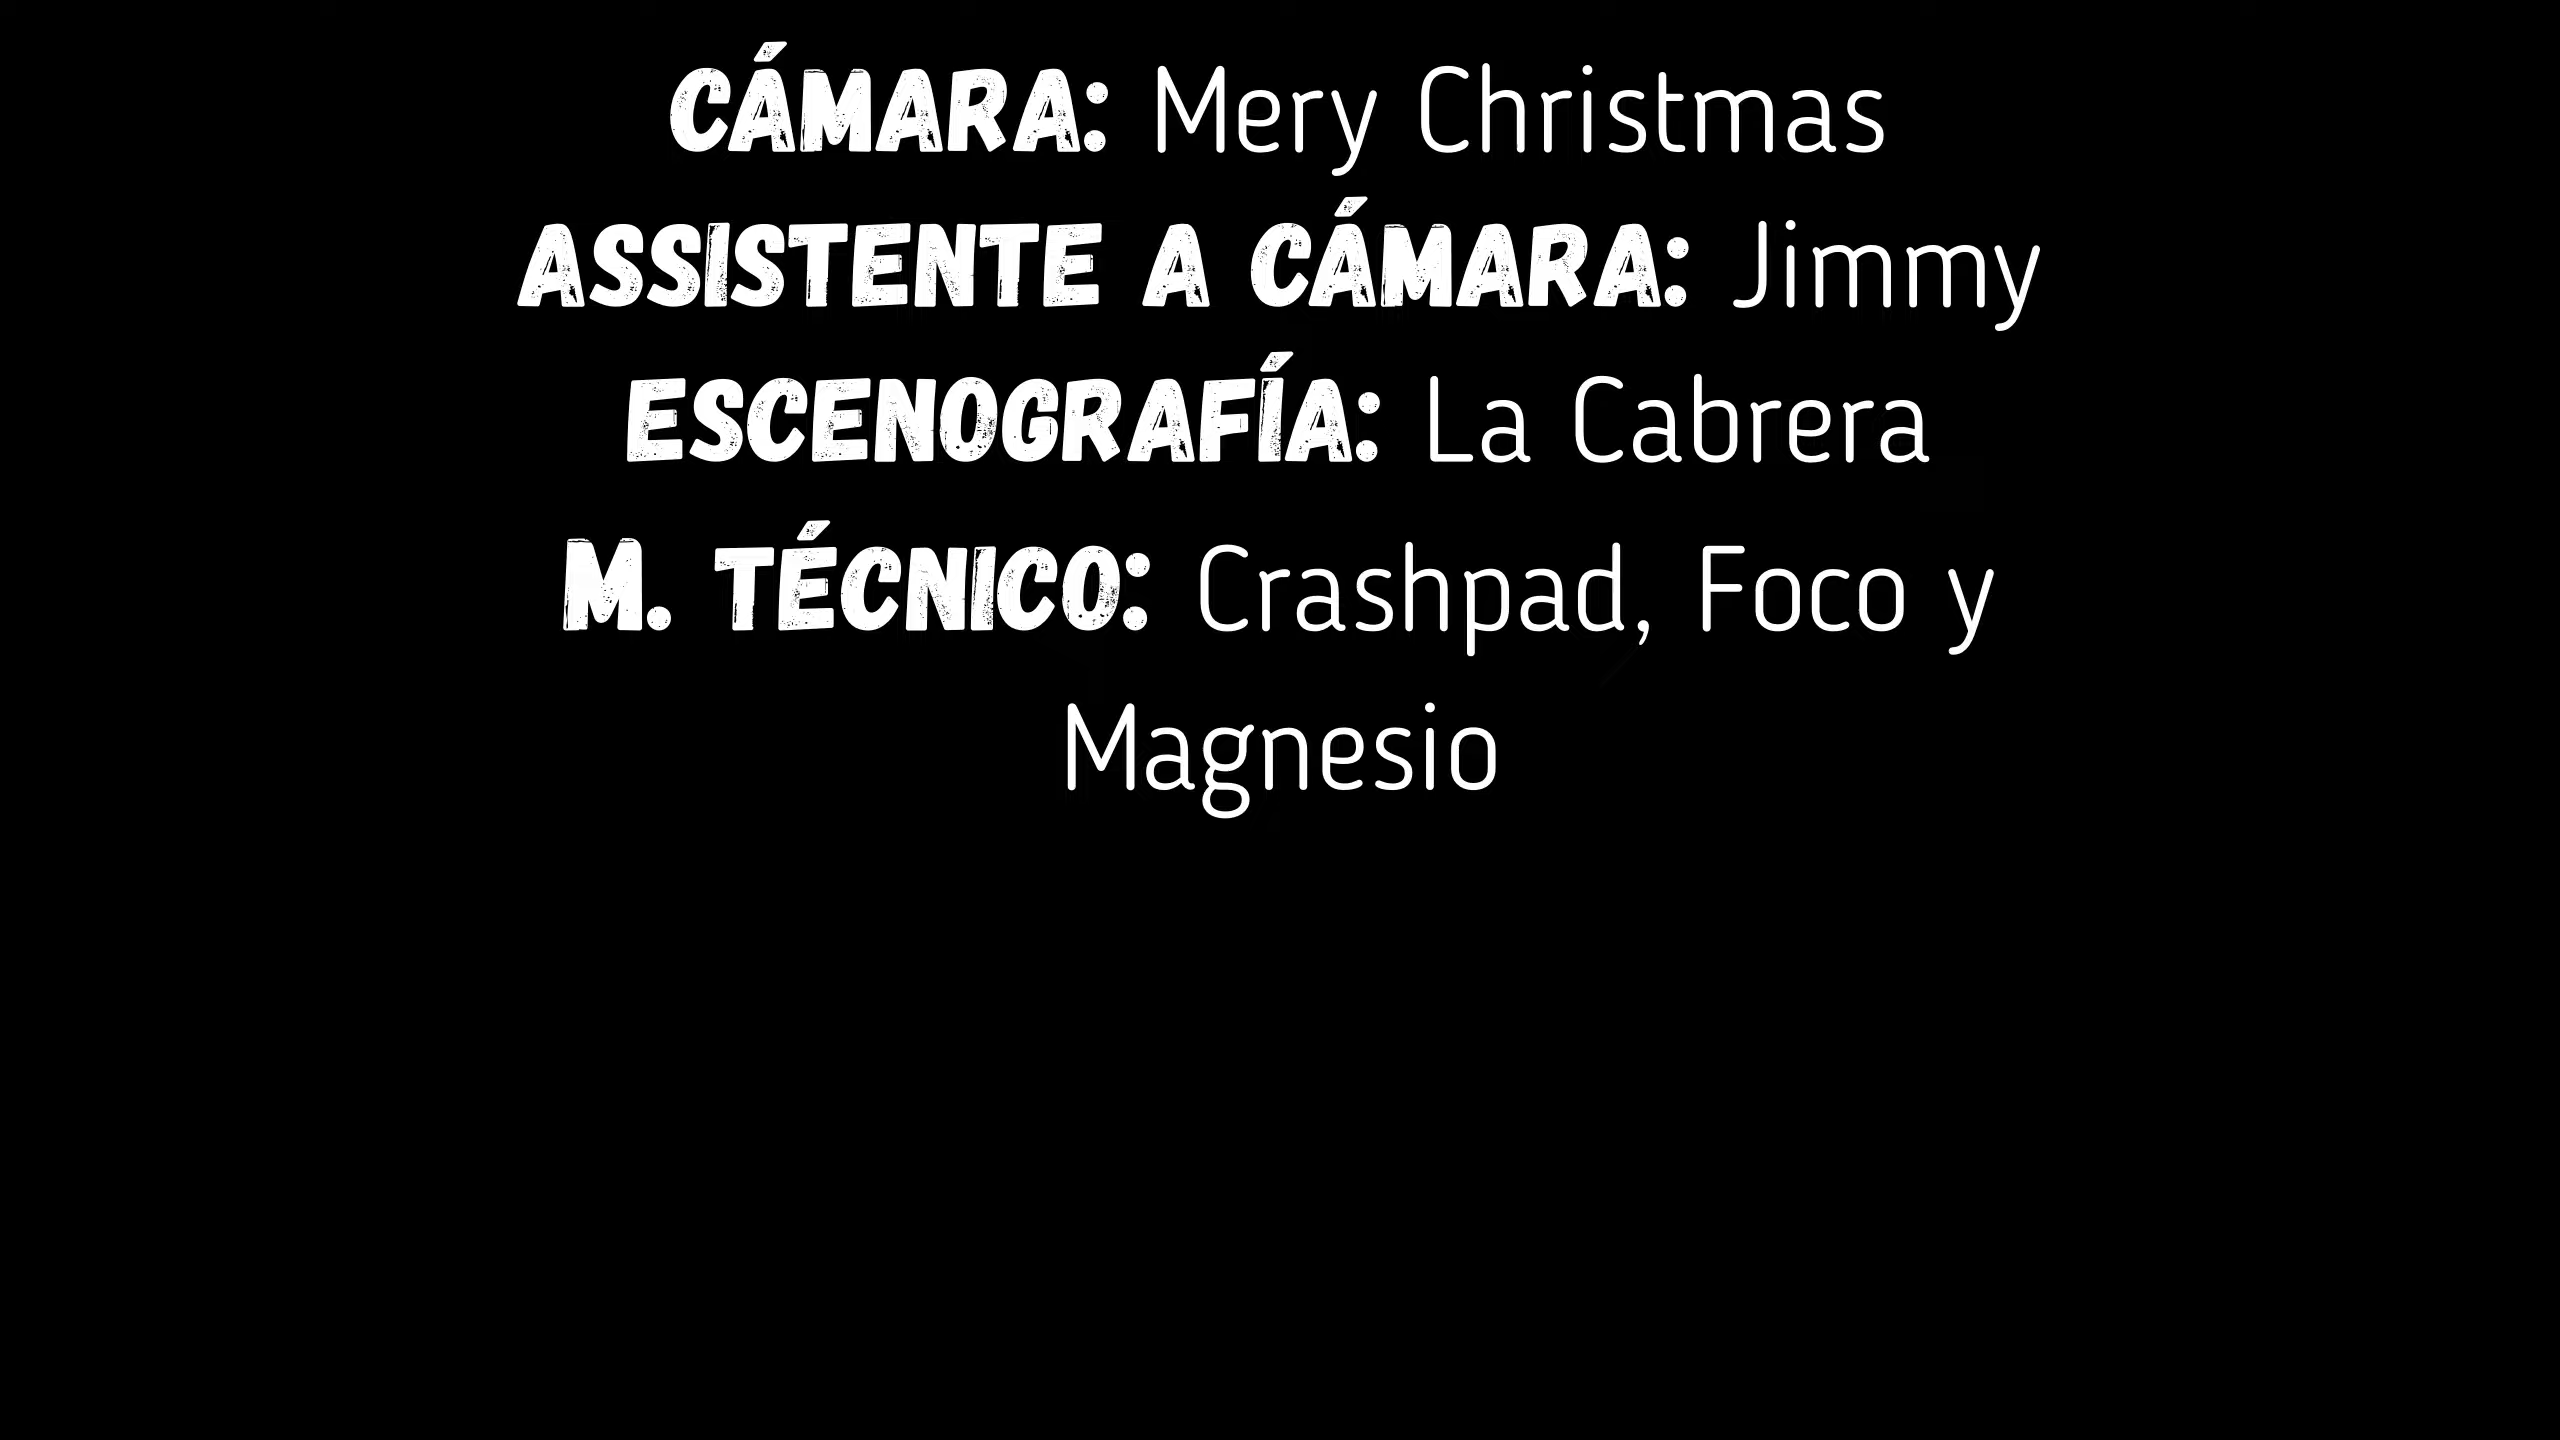 CÁMARA: Mery Christmas
ASSISTENTE A CÁMARA: Jimmy
ESCENOGRAFÍA: La Cabrera
M. TÉCNICO: Crashpad, Foco y
Magnesio